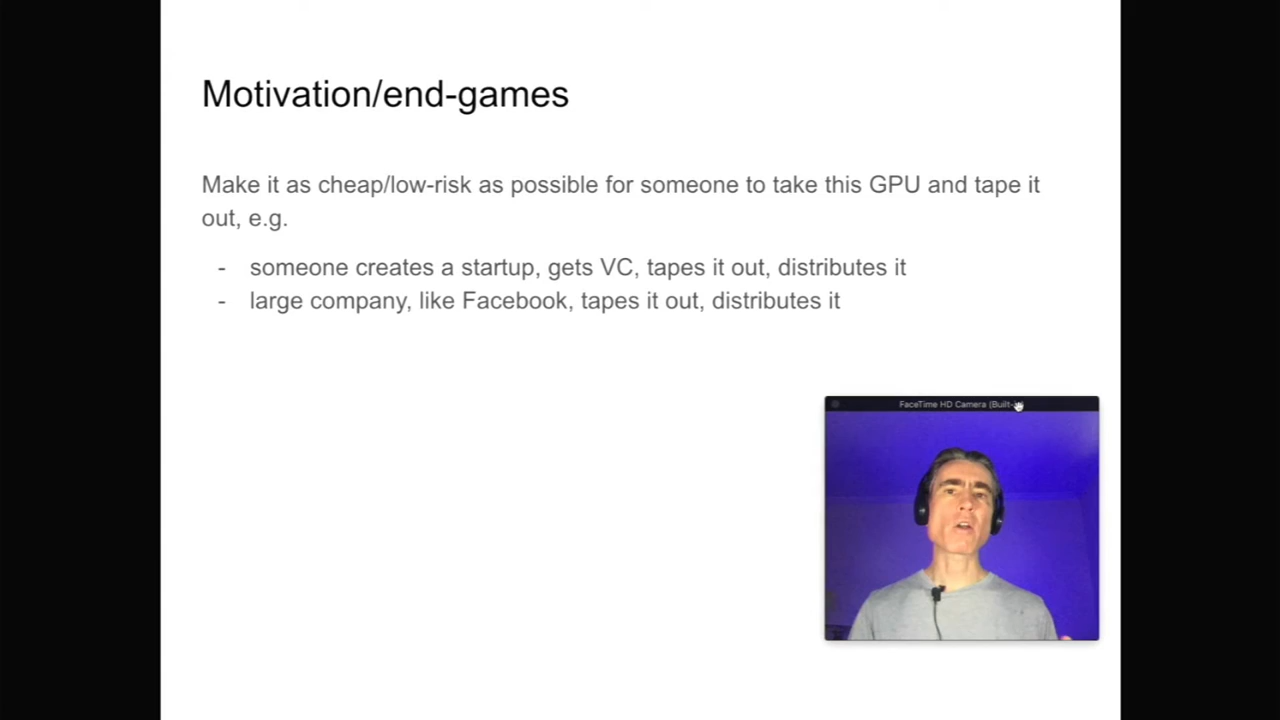 Motivation/end-games
Make it as cheap/low-risk as possible for someone to take this GPU and tape it
out, e.g.
- someone creates a startup, gets VC, tapes it out, distributes it
- large company, like Facebook, tapes it out, distributes it
FaceTime HD Camera (Built-in)